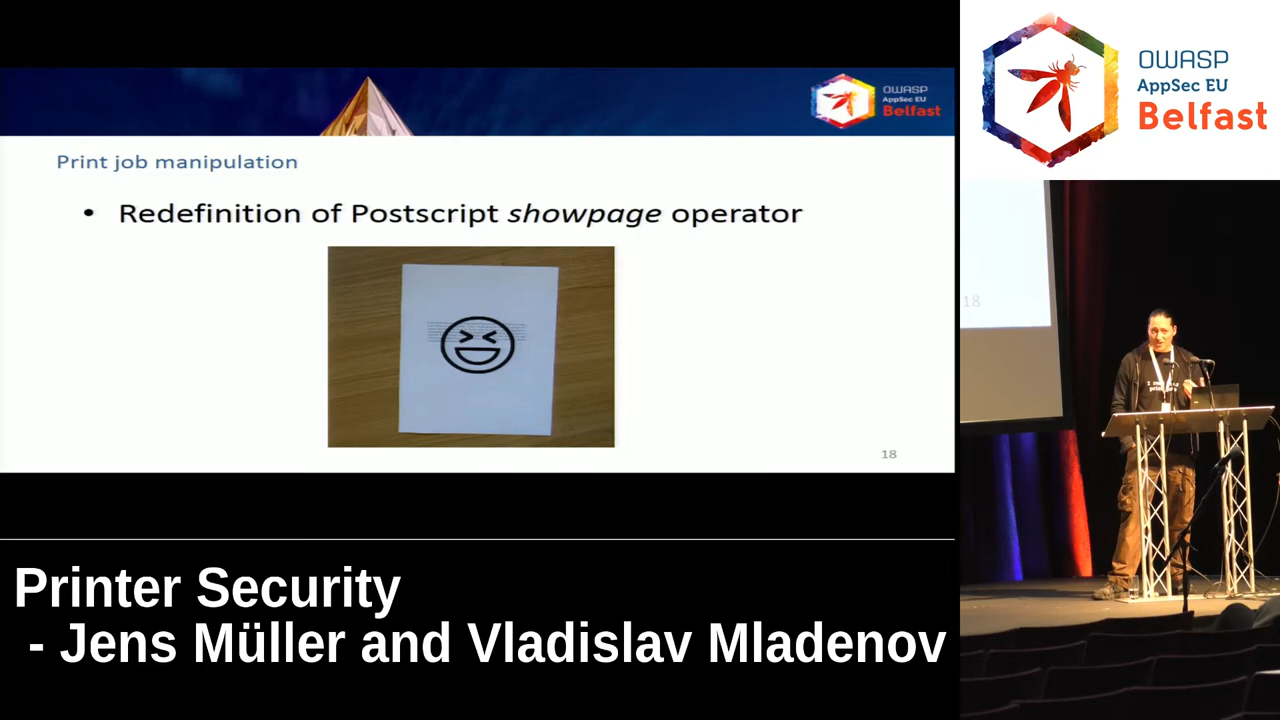 OWASP
AppSec EU
Belfast
Print job manipulation
• Redefinition of Postscript showpage operator
18
OWASP
AppSec EU
Belfast
18
Printer Security
- Jens Müller and Vladislav Mladenov